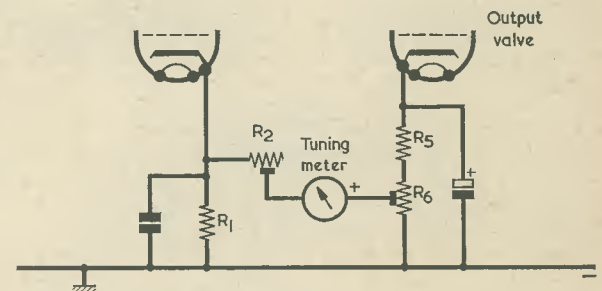 Output
valve
R2
Tuning
meter
+
R5
+
R6
R1
–